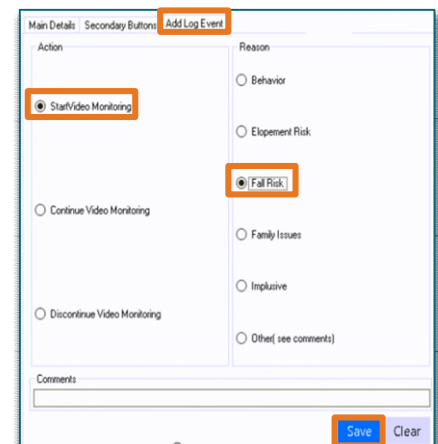 Main Details Secondary Buttons Add Log Event
Action
StartVideo Monitoring
Continue Video Monitoring
Discontinue Video Monitoring
Reason
Behavior
Elopement Risk
Fall Risk
Family Issues
Implusive
Other( see comments)
Comments
Save Clear